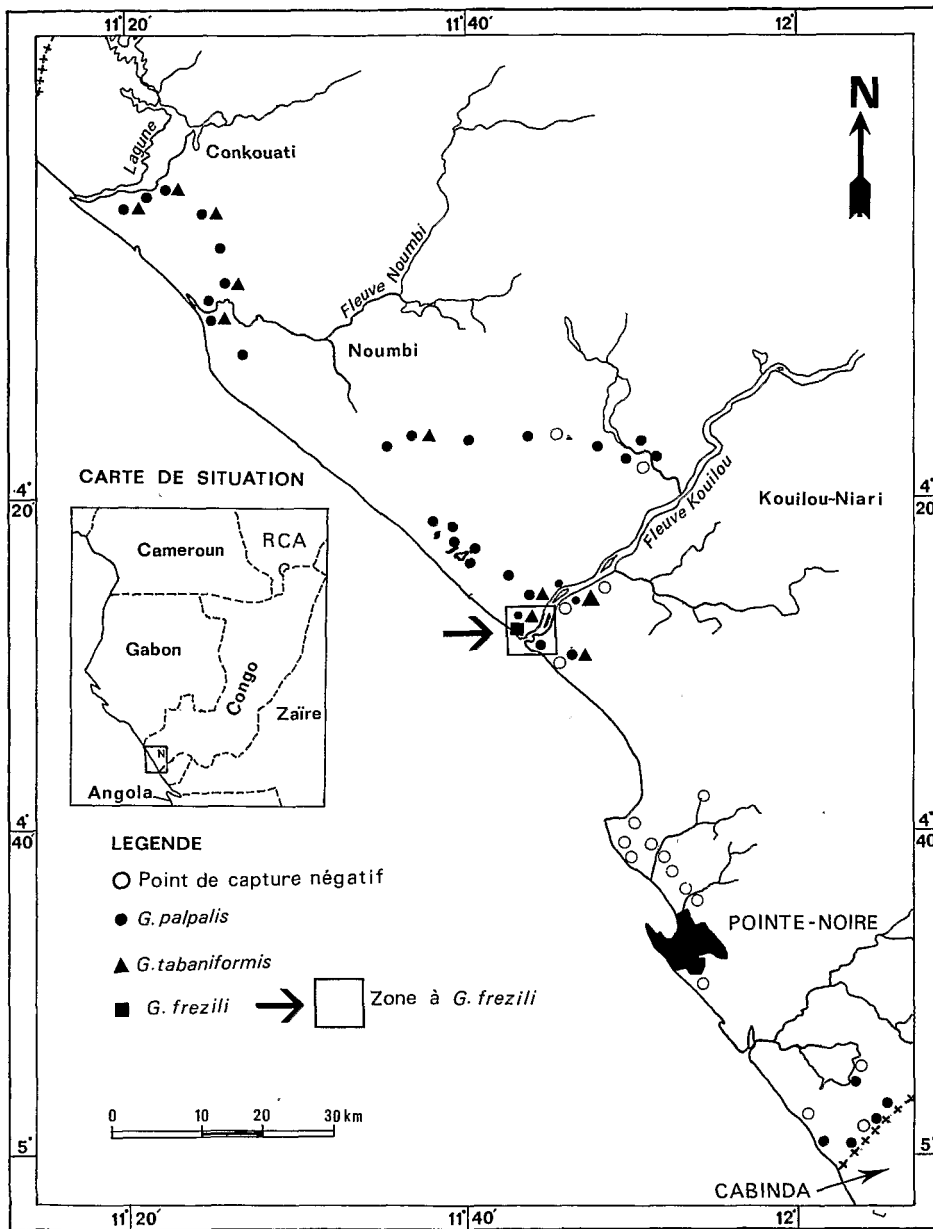 11° 20' 11° 40' 12°
N
Lagune
Conkouati
Fleuve Noumbi
Noumbi
CARTE DE SITUATION
4° 20'
4° 20'
Fleuve Kouilou
Kouilou-Niari
Cameroun
RCA
Gabon
Congo
Zaïre
N
Angola
4° 40'
4° 40'
LEGENDE
Point de capture négatif
G. palpalis
G. tabaniformis
G. frezili
Zone à G. frezili
POINTE-NOIRE
0 10 20 30 km
5°
5°
CABINDA
11° 20' 11° 40' 12°